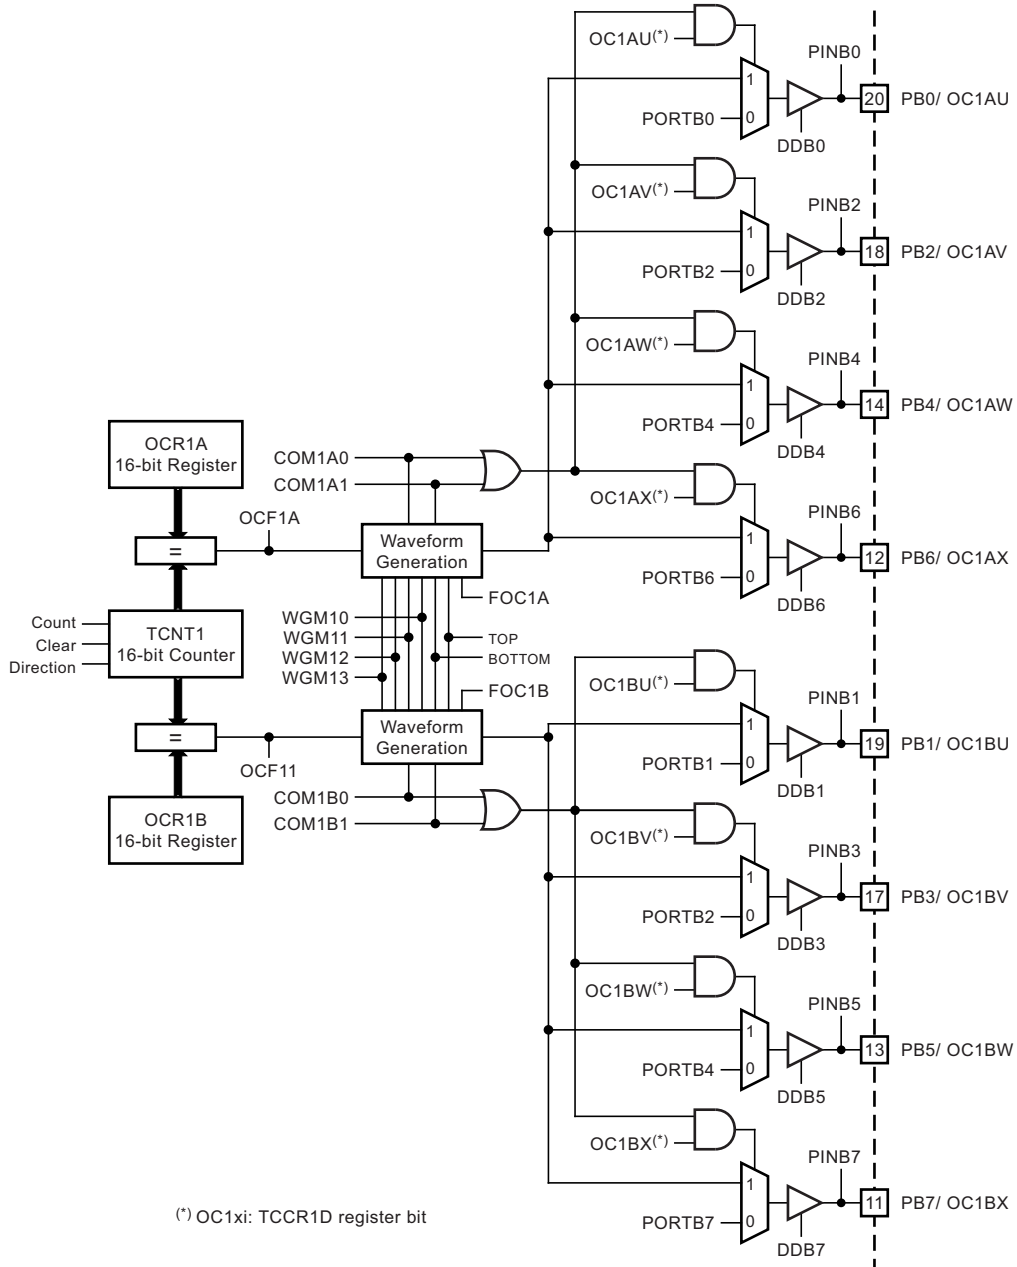 OC1AU(*)
PINB0
1
20
PB0/ OC1AU
PORTB0
0
DDB0
OC1AV(*)
PINB2
1
18
PB2/ OC1AV
PORTB2
0
DDB2
OC1AW(*)
PINB4
1
14
PB4/ OC1AW
PORTB4
0
DDB4
OC1AX(*)
PINB6
1
12
PB6/ OC1AX
PORTB6
0
DDB6
OCR1A
16-bit Register
COM1A0
COM1A1
OCF1A
=
Waveform
Generation
FOC1A
Count
Clear
Direction
TCNT1
16-bit Counter
WGM10
WGM11
WGM12
WGM13
TOP
BOTTOM
FOC1B
=
Waveform
Generation
OCF11
COM1B0
COM1B1
OCR1B
16-bit Register
OC1BU(*)
PINB1
1
19
PB1/ OC1BU
PORTB1
0
DDB1
OC1BV(*)
PINB3
1
17
PB3/ OC1BV
PORTB2
0
DDB3
OC1BW(*)
PINB5
1
13
PB5/ OC1BW
PORTB4
0
DDB5
OC1BX(*)
PINB7
1
11
PB7/ OC1BX
PORTB7
0
DDB7
(*) OC1xi: TCCR1D register bit